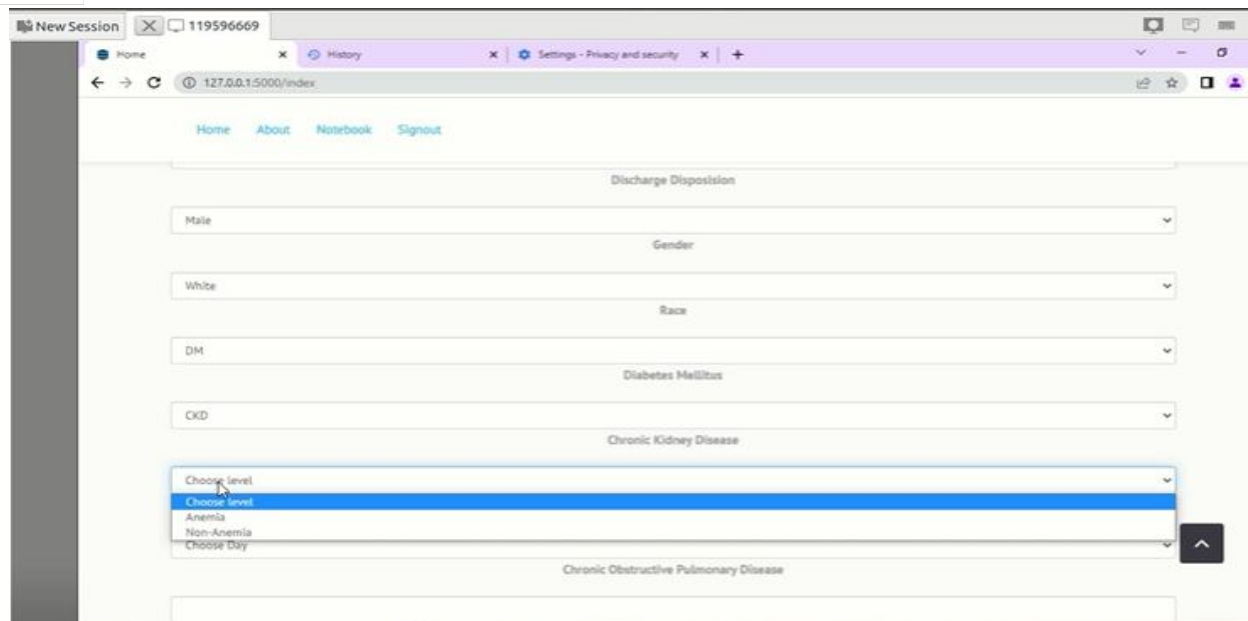 New Session 119596669
Home History Settings - Privacy and security
127.0.0.1:5000/index
Home About Notebook Signout
Discharge Disposision
Male
Gender
White
Race
DM
Diabetes Mellitus
CKD
Chronic Kidney Disease
Choose level
Choose level
Anemia
Non-Anemia
Choose Day
Chronic Obstructive Pulmonary Disease